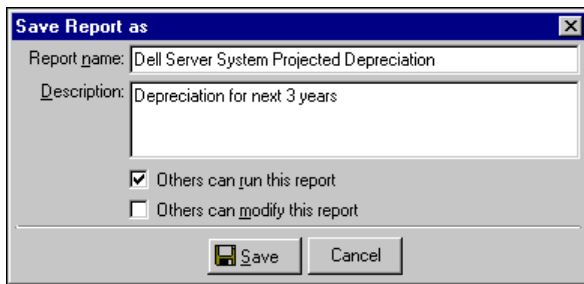 Save Report as
Report name: Dell Server System Projected Depreciation
Description: Depreciation for next 3 years
Others can run this report
Others can modify this report
Save Cancel